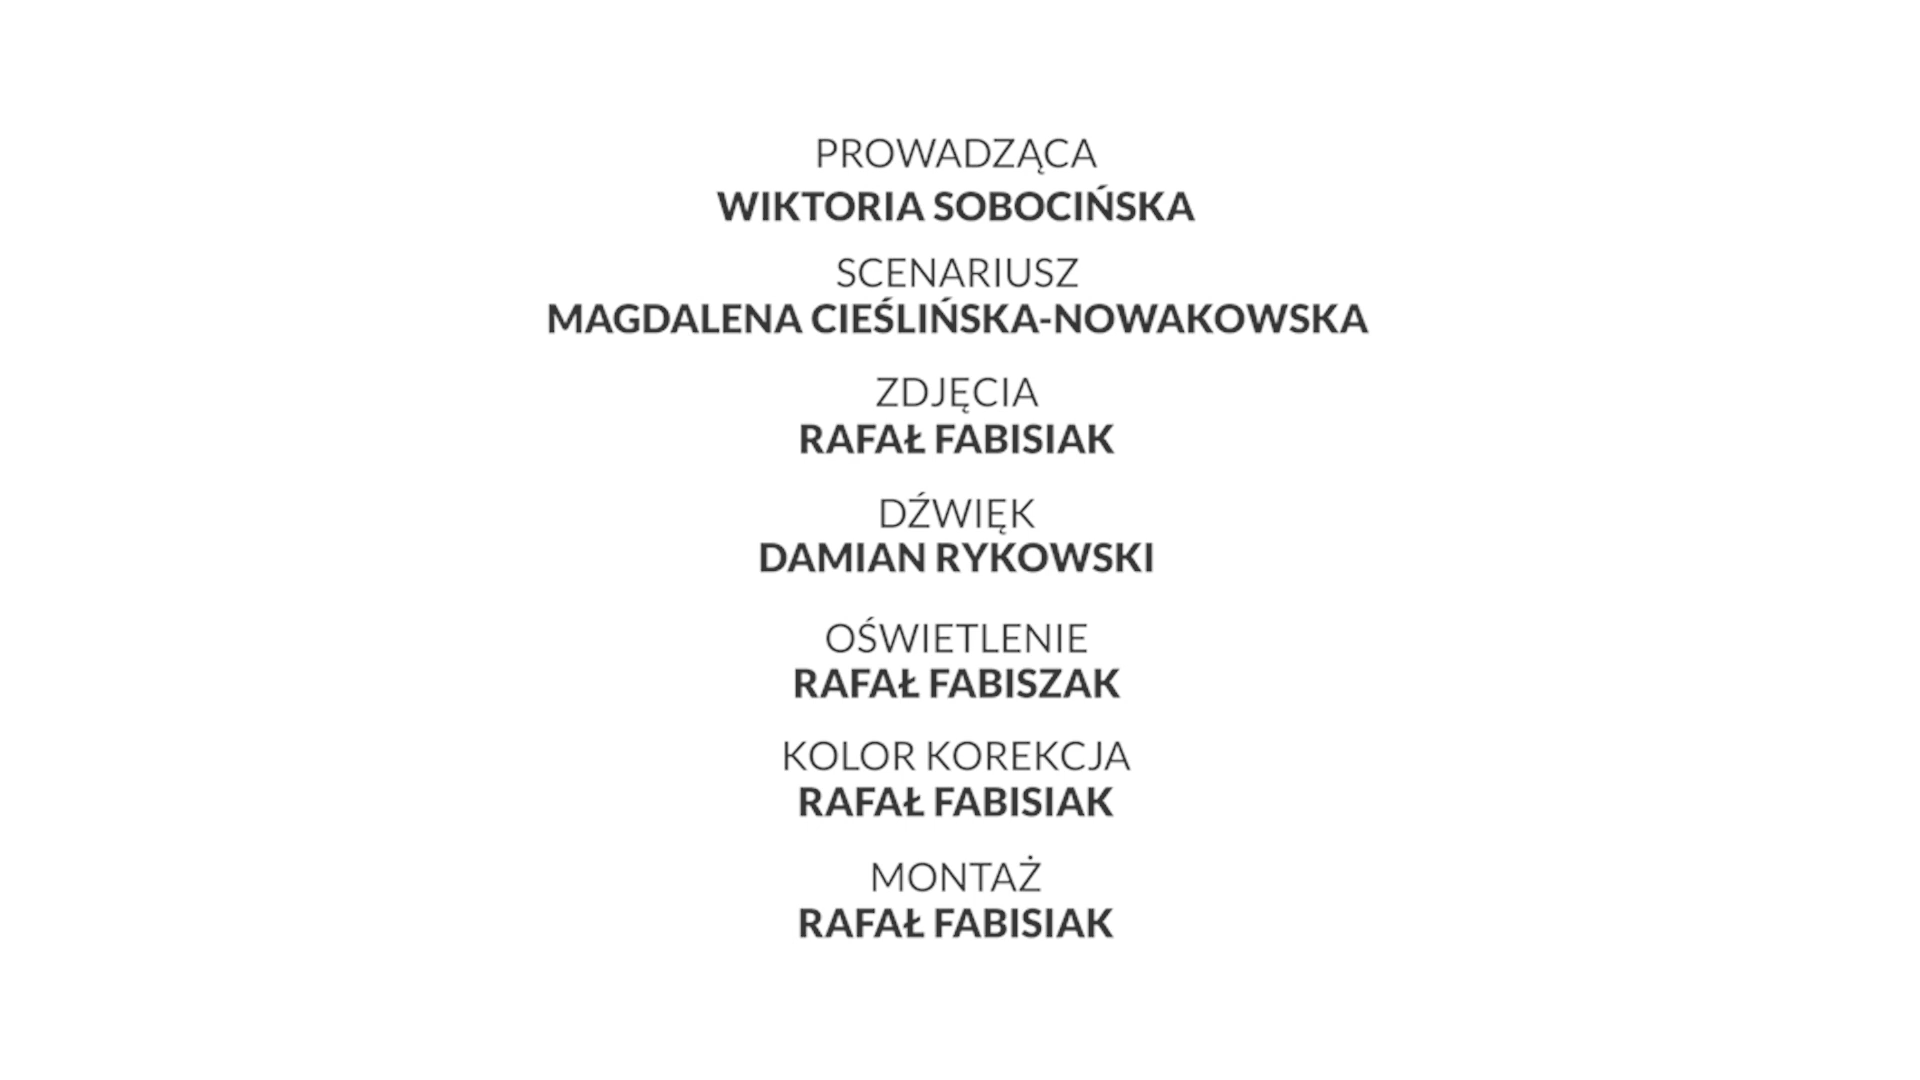 PROWADZĄCA
WIKTORIA SOBOCIŃSKA
SCENARIUSZ
MAGDALENA CIEŚLIŃSKA-NOWAKOWSKA
ZDJĘCIA
RAFAŁ FABISIAK
DŹWIĘK
DAMIAN RYKOWSKI
OŚWIETLENIE
RAFAŁ FABISZAK
KOLOR KOREKCJA
RAFAŁ FABISIAK
MONTAŻ
RAFAŁ FABISIAK